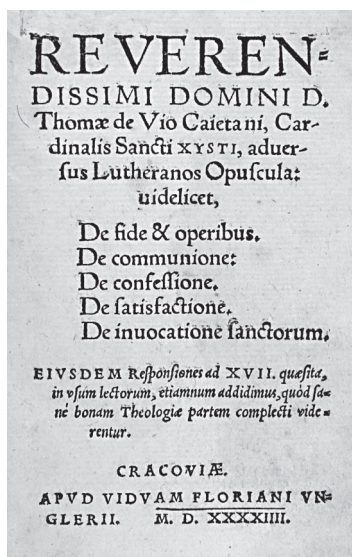 REVEREN-
DISSIMI DOMINI D.
Thomæ de Vio Caietani, Car-
dinalis Sancti XYSTI, aduer-
ſus Lutheranos Opuſcula:
uidelicet,
De fide & operibus.
De communione:
De confeſſione.
De ſatisfactione.
De inuocatione ſanctorum.
EIVSDEM Reſponſiones ad XVII. quæſita,
in vſum lectorum, etiamnum addidimus, quòd ſa-
nè bonam Theologiæ partem complecti vide-
rentur.
CRACOVIÆ.
APVD VIDVAM FLORIANI VN-
GLERII. M. D. XXXXIIII.